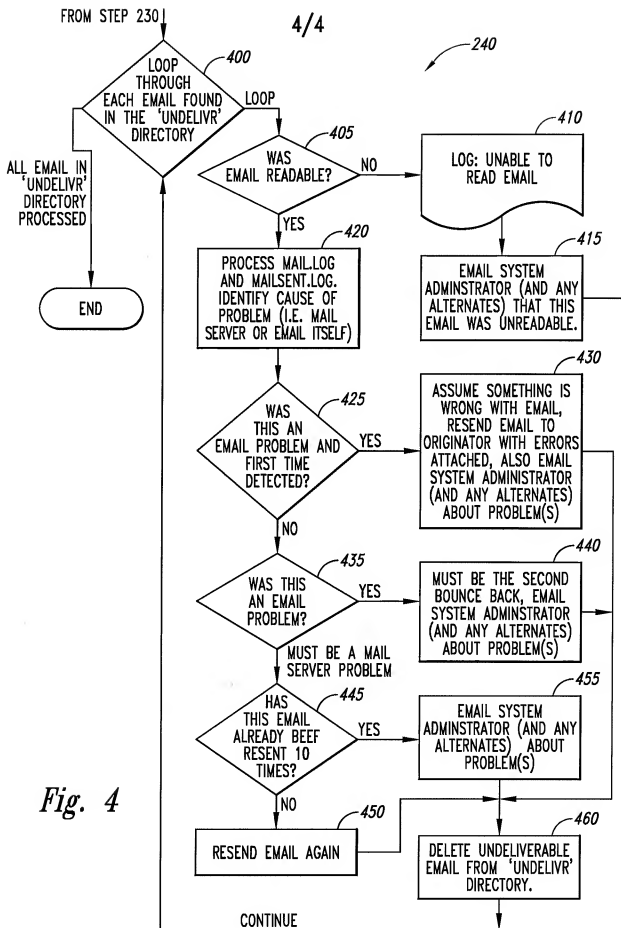 FROM STEP 230
4/4
240
400
LOOP
THROUGH
EACH EMAIL FOUND
IN THE 'UNDELIVR'
DIRECTORY
LOOP
ALL EMAIL IN
'UNDELIVR'
DIRECTORY
PROCESSED
END
405
WAS
EMAIL READABLE?
NO
YES
410
LOG: UNABLE TO
READ EMAIL
415
EMAIL SYSTEM
ADMINSTRATOR (AND ANY
ALTERNATES) THAT THIS
EMAIL WAS UNREADABLE.
420
PROCESS MAIL.LOG
AND MAILSENT.LOG.
IDENTIFY CAUSE OF
PROBLEM (I.E. MAIL
SERVER OR EMAIL ITSELF)
425
WAS
THIS AN
EMAIL PROBLEM AND
FIRST TIME
DETECTED?
YES
NO
430
ASSUME SOMETHING IS
WRONG WITH EMAIL,
RESEND EMAIL TO
ORIGINATOR WITH ERRORS
ATTACHED, ALSO EMAIL
SYSTEM ADMINISTRATOR
(AND ANY ALTERNATES)
ABOUT PROBLEM(S)
435
WAS THIS
AN EMAIL
PROBLEM?
YES
MUST BE A MAIL
SERVER PROBLEM
440
MUST BE THE SECOND
BOUNCE BACK, EMAIL
SYSTEM ADMINSTRATOR
(AND ANY ALTERNATES)
ABOUT PROBLEM(S)
445
HAS
THIS EMAIL
ALREADY BEEF
RESENT 10
TIMES?
YES
NO
455
EMAIL SYSTEM
ADMINSTRATOR (AND ANY
ALTERNATES) ABOUT
PROBLEM(S)
Fig. 4
450
RESEND EMAIL AGAIN
460
DELETE UNDELIVERABLE
EMAIL FROM 'UNDELIVR'
DIRECTORY.
CONTINUE